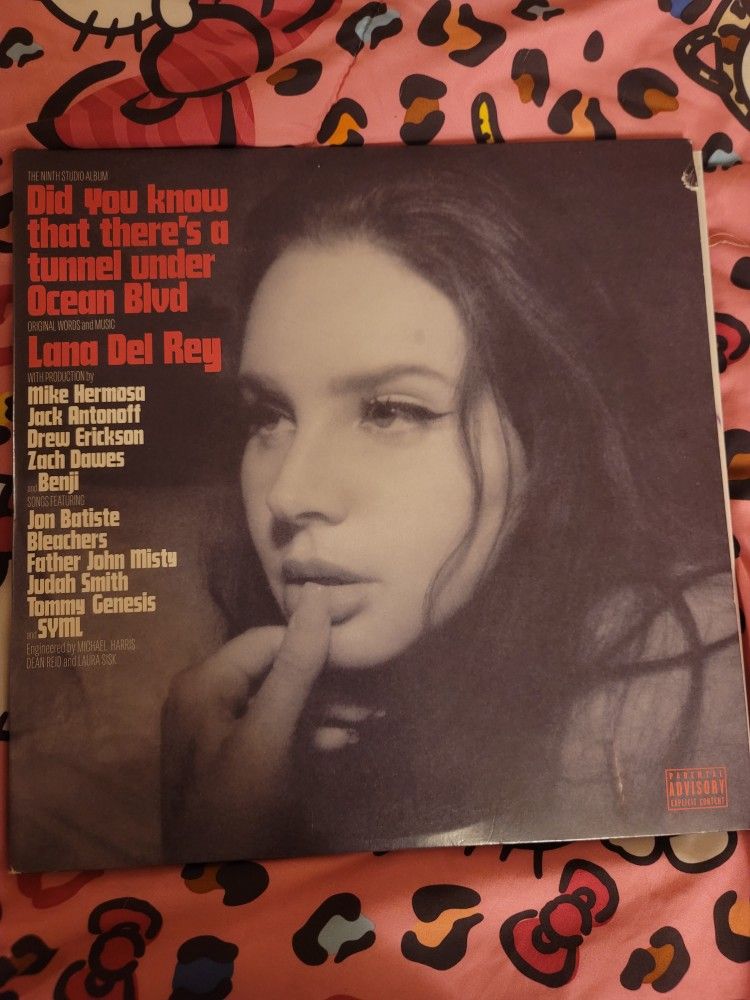 THE NINTH STUDIO ALBUM
Did you know
that there's a
tunnel under
Ocean Blvd
ORIGINAL WORDS and MUSIC
Lana Del Rey
WITH PRODUCTION by
Mike Hermosa
Jack Antonoff
Drew Erickson
Zach Dawes
and Benji
SONGS FEATURING
Jon Batiste
Bleachers
Father John Misty
Judah Smith
Tommy Genesis
and SYML
Engineered by MICHAEL HARRIS
DEAN REID and LAURA SISK
PARENTAL
ADVISORY
EXPLICIT CONTENT